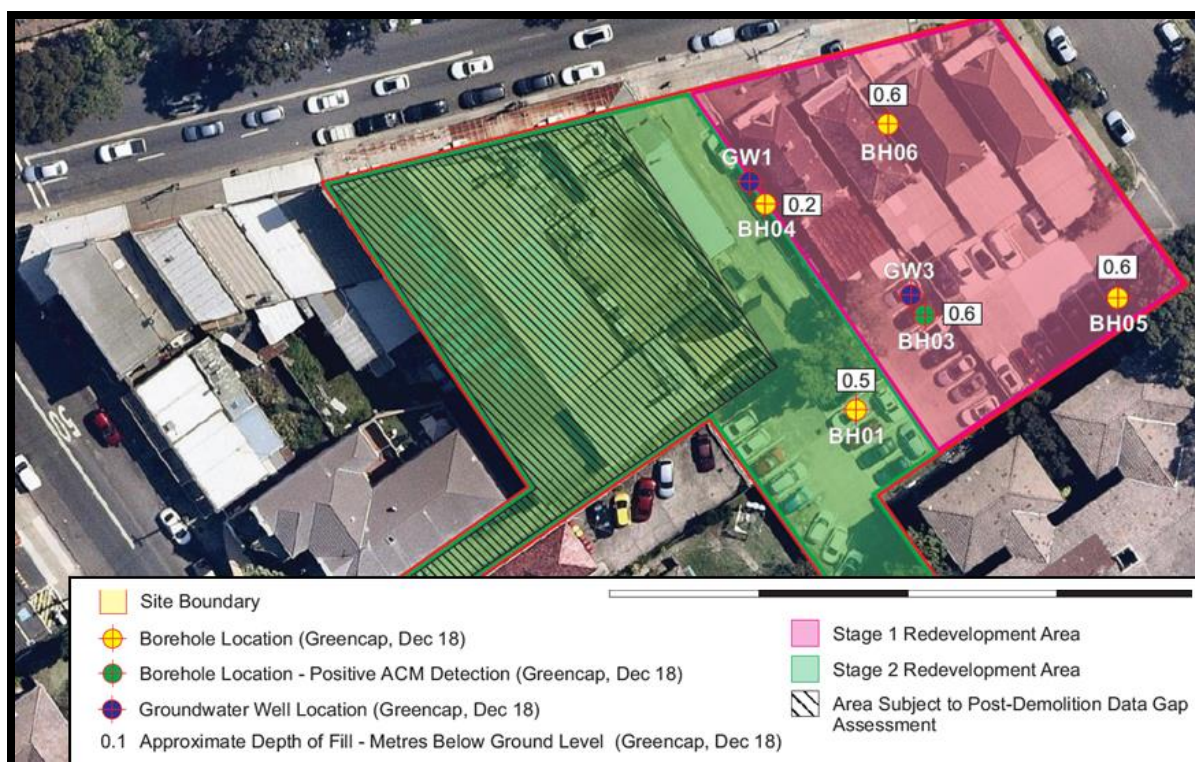 0.6
BH06
GW1
0.2
BH04
GW3
0.6
BH03
0.6
BH05
0.5
BH01
50
Site Boundary
Borehole Location (Greencap, Dec 18)
Borehole Location - Positive ACM Detection (Greencap, Dec 18)
Groundwater Well Location (Greencap, Dec 18)
0.1 Approximate Depth of Fill - Metres Below Ground Level (Greencap, Dec 18)
Stage 1 Redevelopment Area
Stage 2 Redevelopment Area
Area Subject to Post-Demolition Data Gap
Assessment